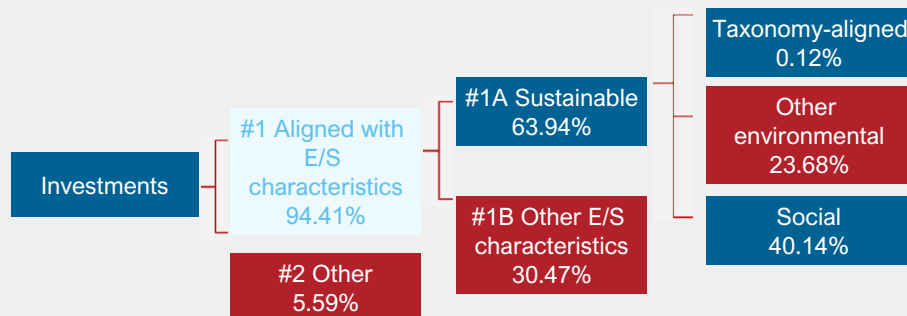 Investments
#1 Aligned with
E/S
characteristics
94.41%
#2 Other
5.59%
#1A Sustainable
63.94%
#1B Other E/S
characteristics
30.47%
Taxonomy-aligned
0.12%
Other
environmental
23.68%
Social
40.14%